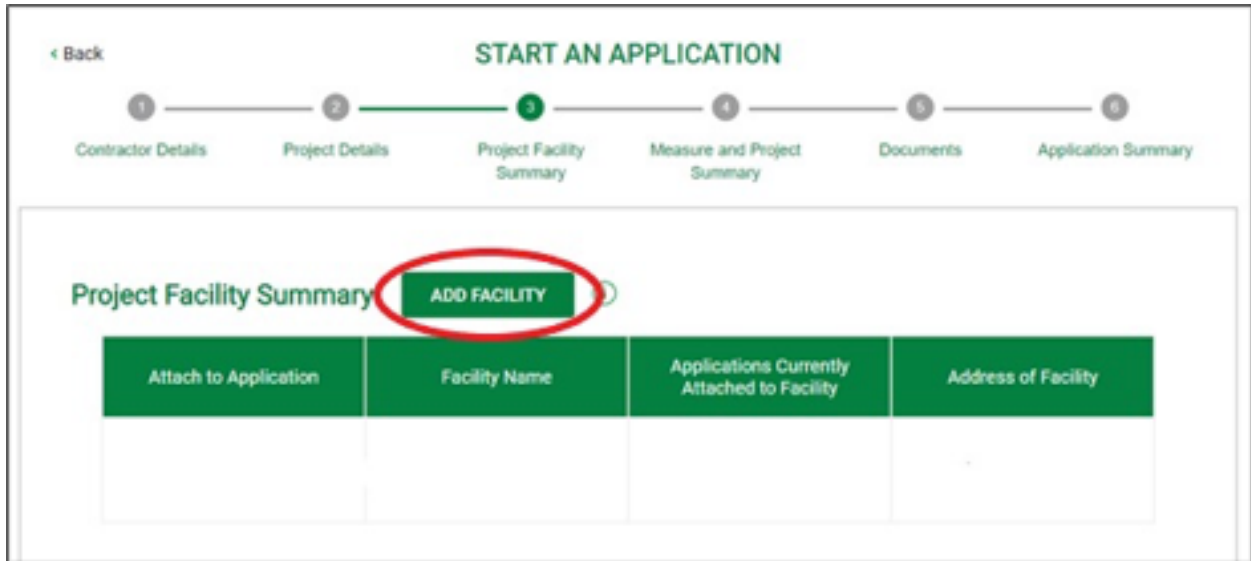 < Back
START AN APPLICATION
1 2 3 4 5 6
Contractor Details Project Details Project Facility Summary Measure and Project Summary Documents Application Summary
Project Facility Summary ADD FACILITY
Attach to Application Facility Name Applications Currently Attached to Facility Address of Facility